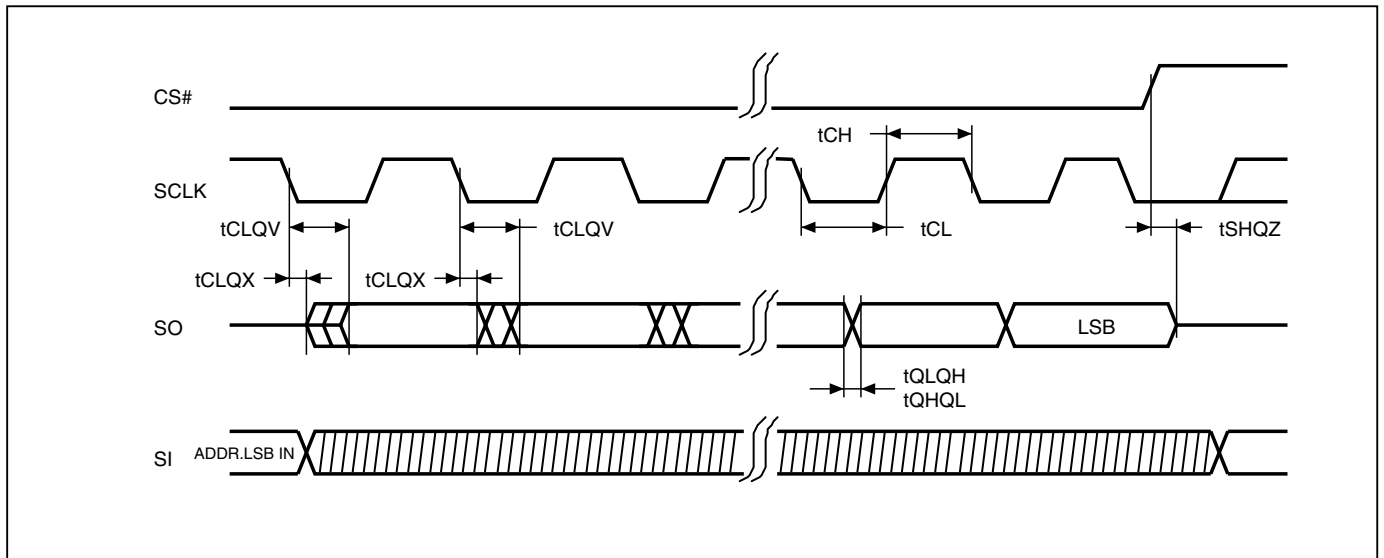 CS#
tCH
SCLK
tCLQV
tCLQV
tCL
tSHQZ
tCLQX
tCLQX
SO
LSB
tQLQH
tQHQL
SI
ADDR.LSB IN